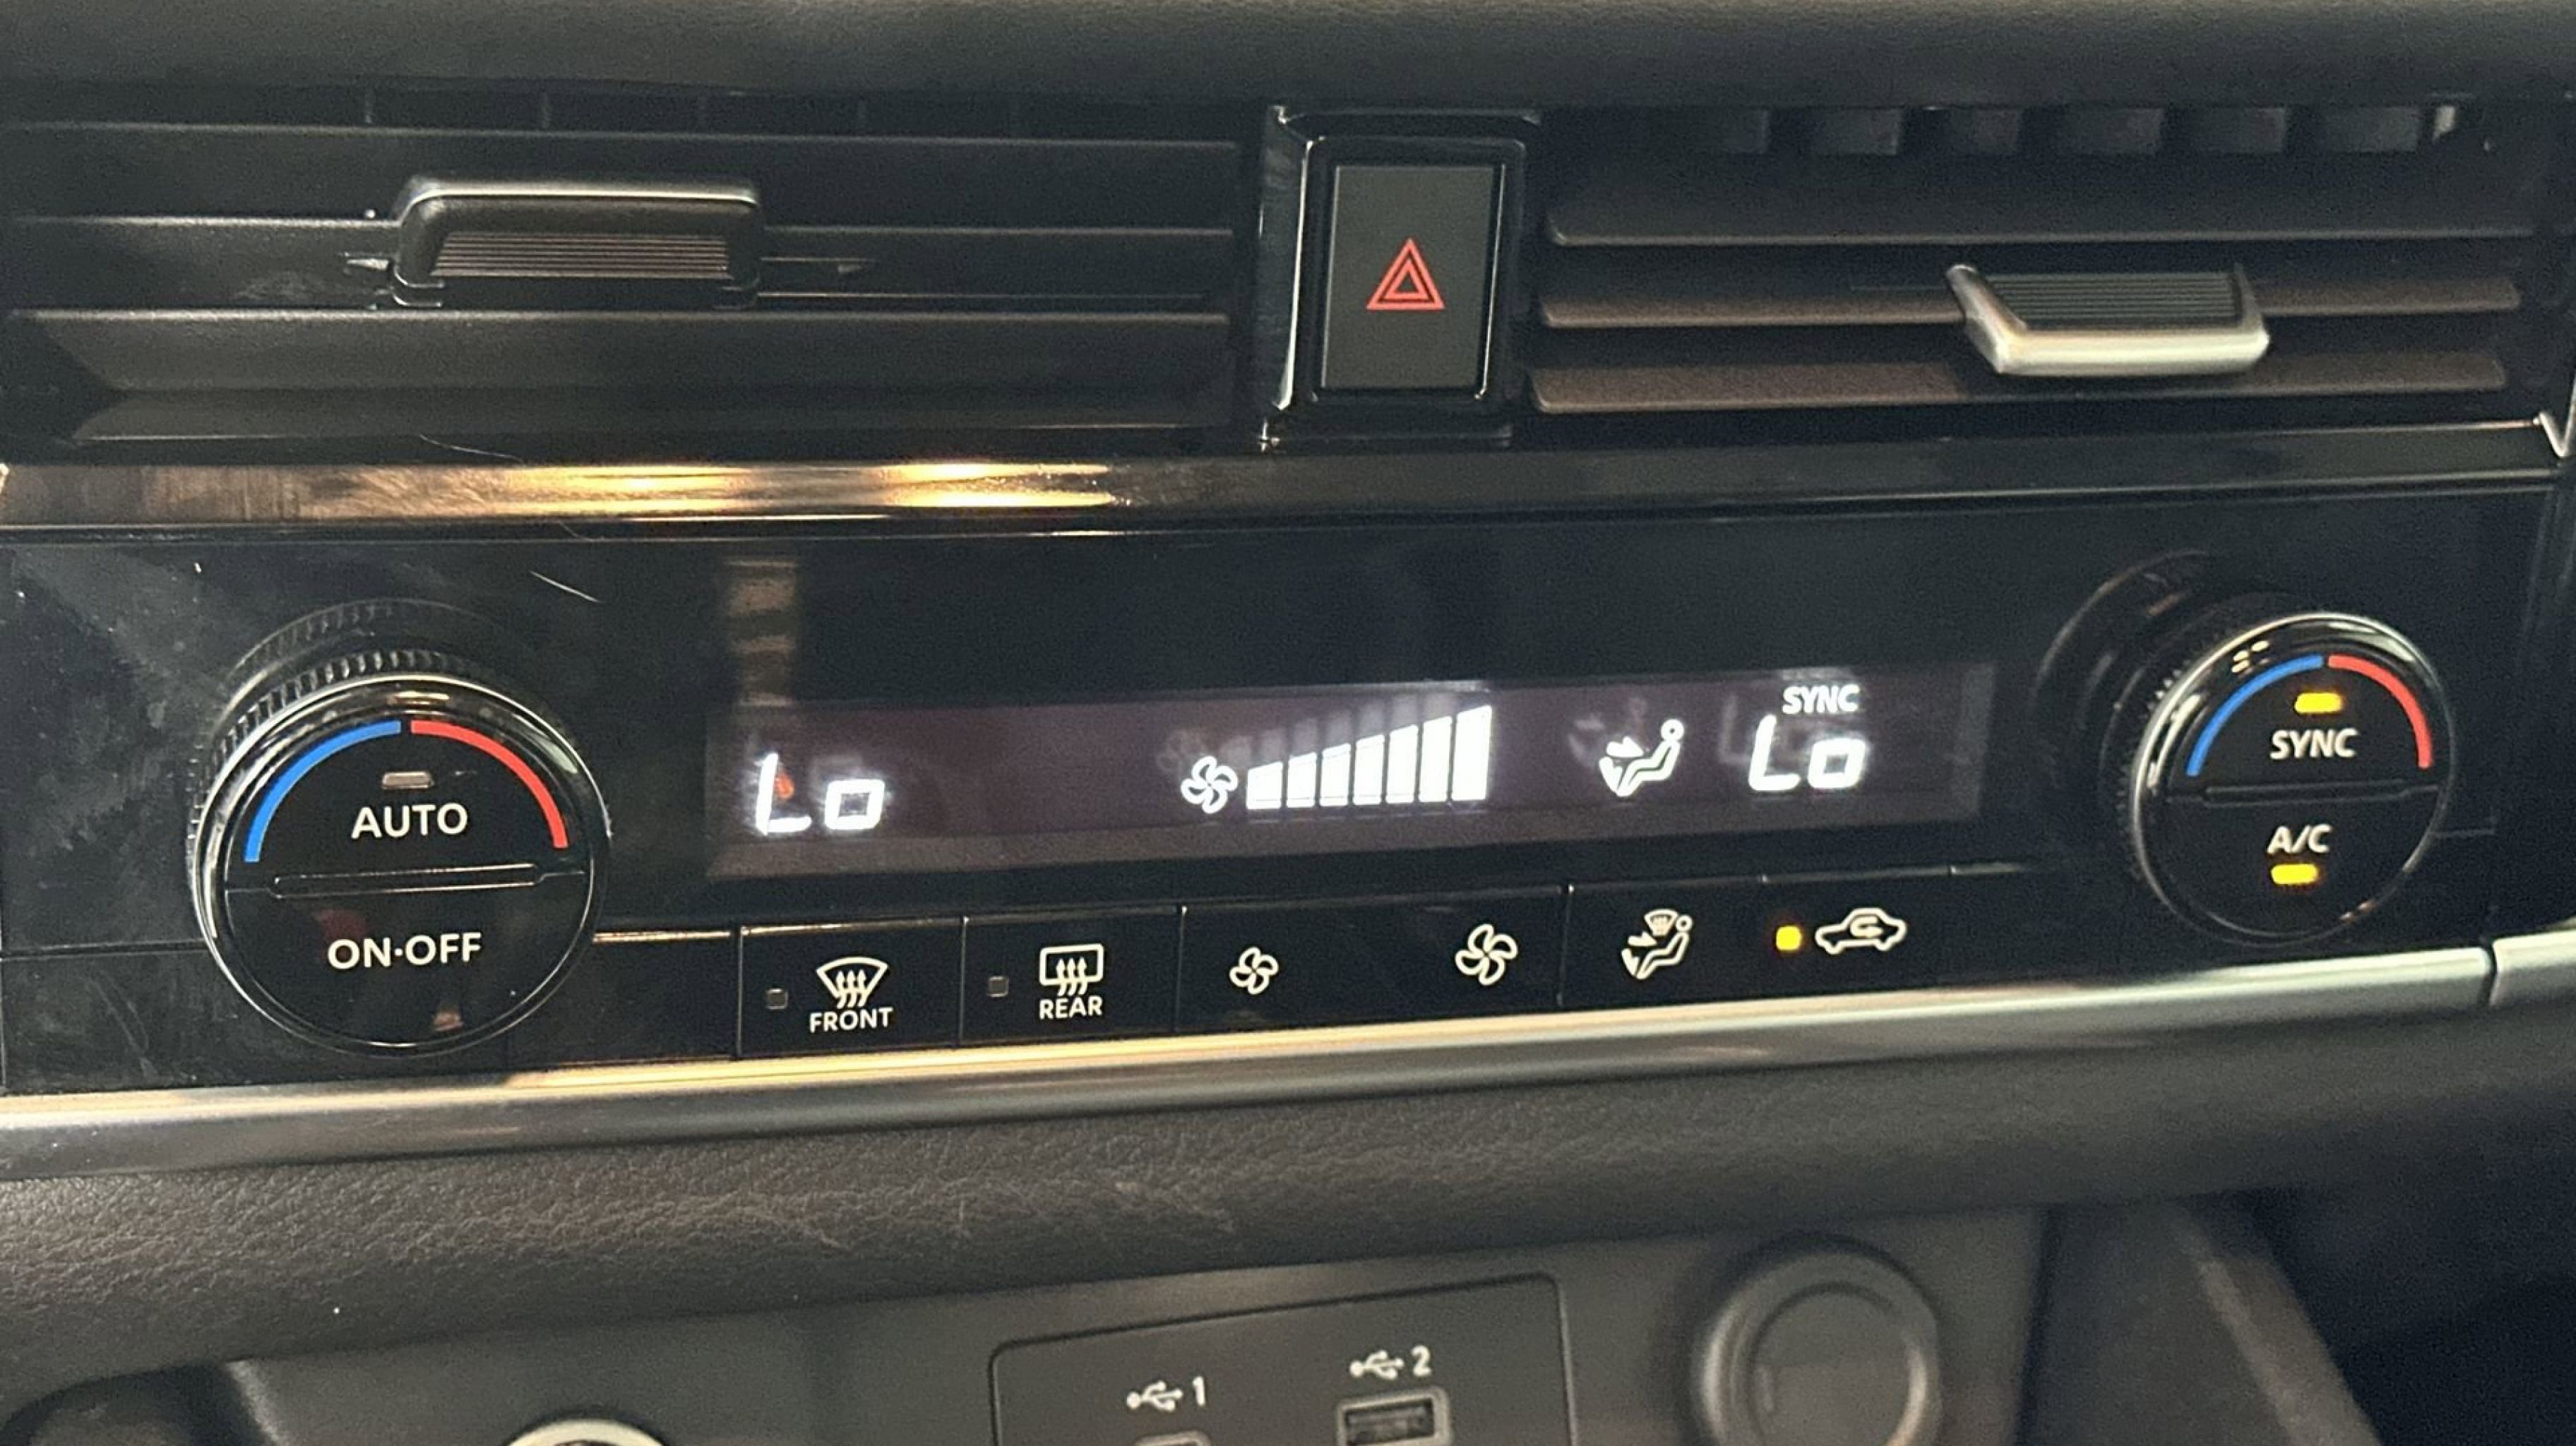 SYNC
Lo
Lo
SYNC
A/C
AUTO
ON·OFF
FRONT
REAR
1
2